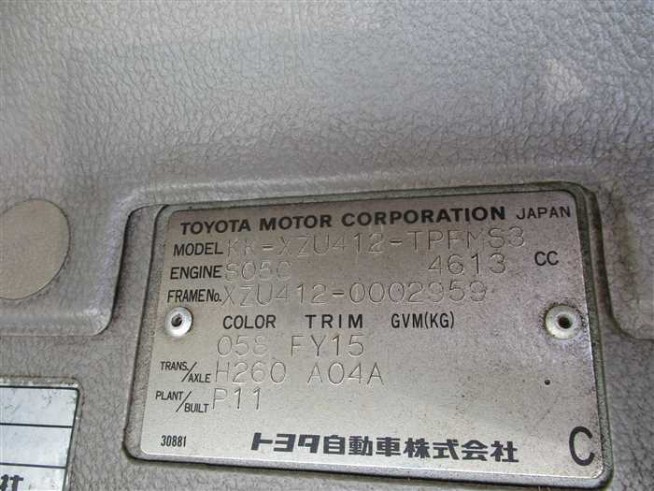 TOYOTA MOTOR CORPORATION JAPAN
MODEL KK-XZU412-TPFMS3
ENGINE S05C 4613 CC
FRAME No. XZU412-0002959
COLOR TRIM GVM(KG)
058 FY15
TRANS./AXLE H260 A04A
PLANT/BUILT P11
30881 トヨタ自動車株式会社 C